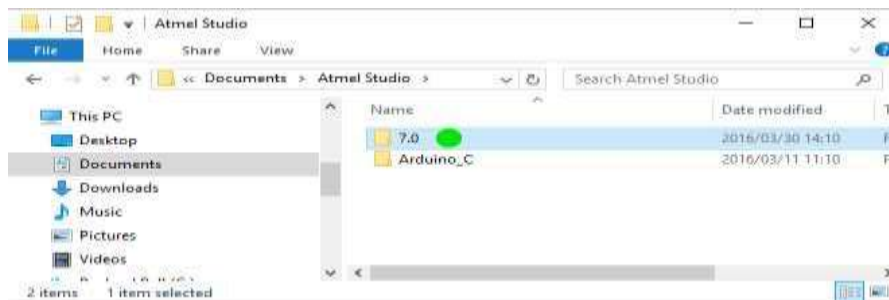 Atmel Studio
File Home Share View
« Documents > Atmel Studio > Search Atmel Studio
Name Date modified
This PC
7.0 2016/03/30 14:10
Desktop
Arduino_C 2016/03/11 11:10
Documents
Downloads
Music
Pictures
Videos
2 items 1 item selected